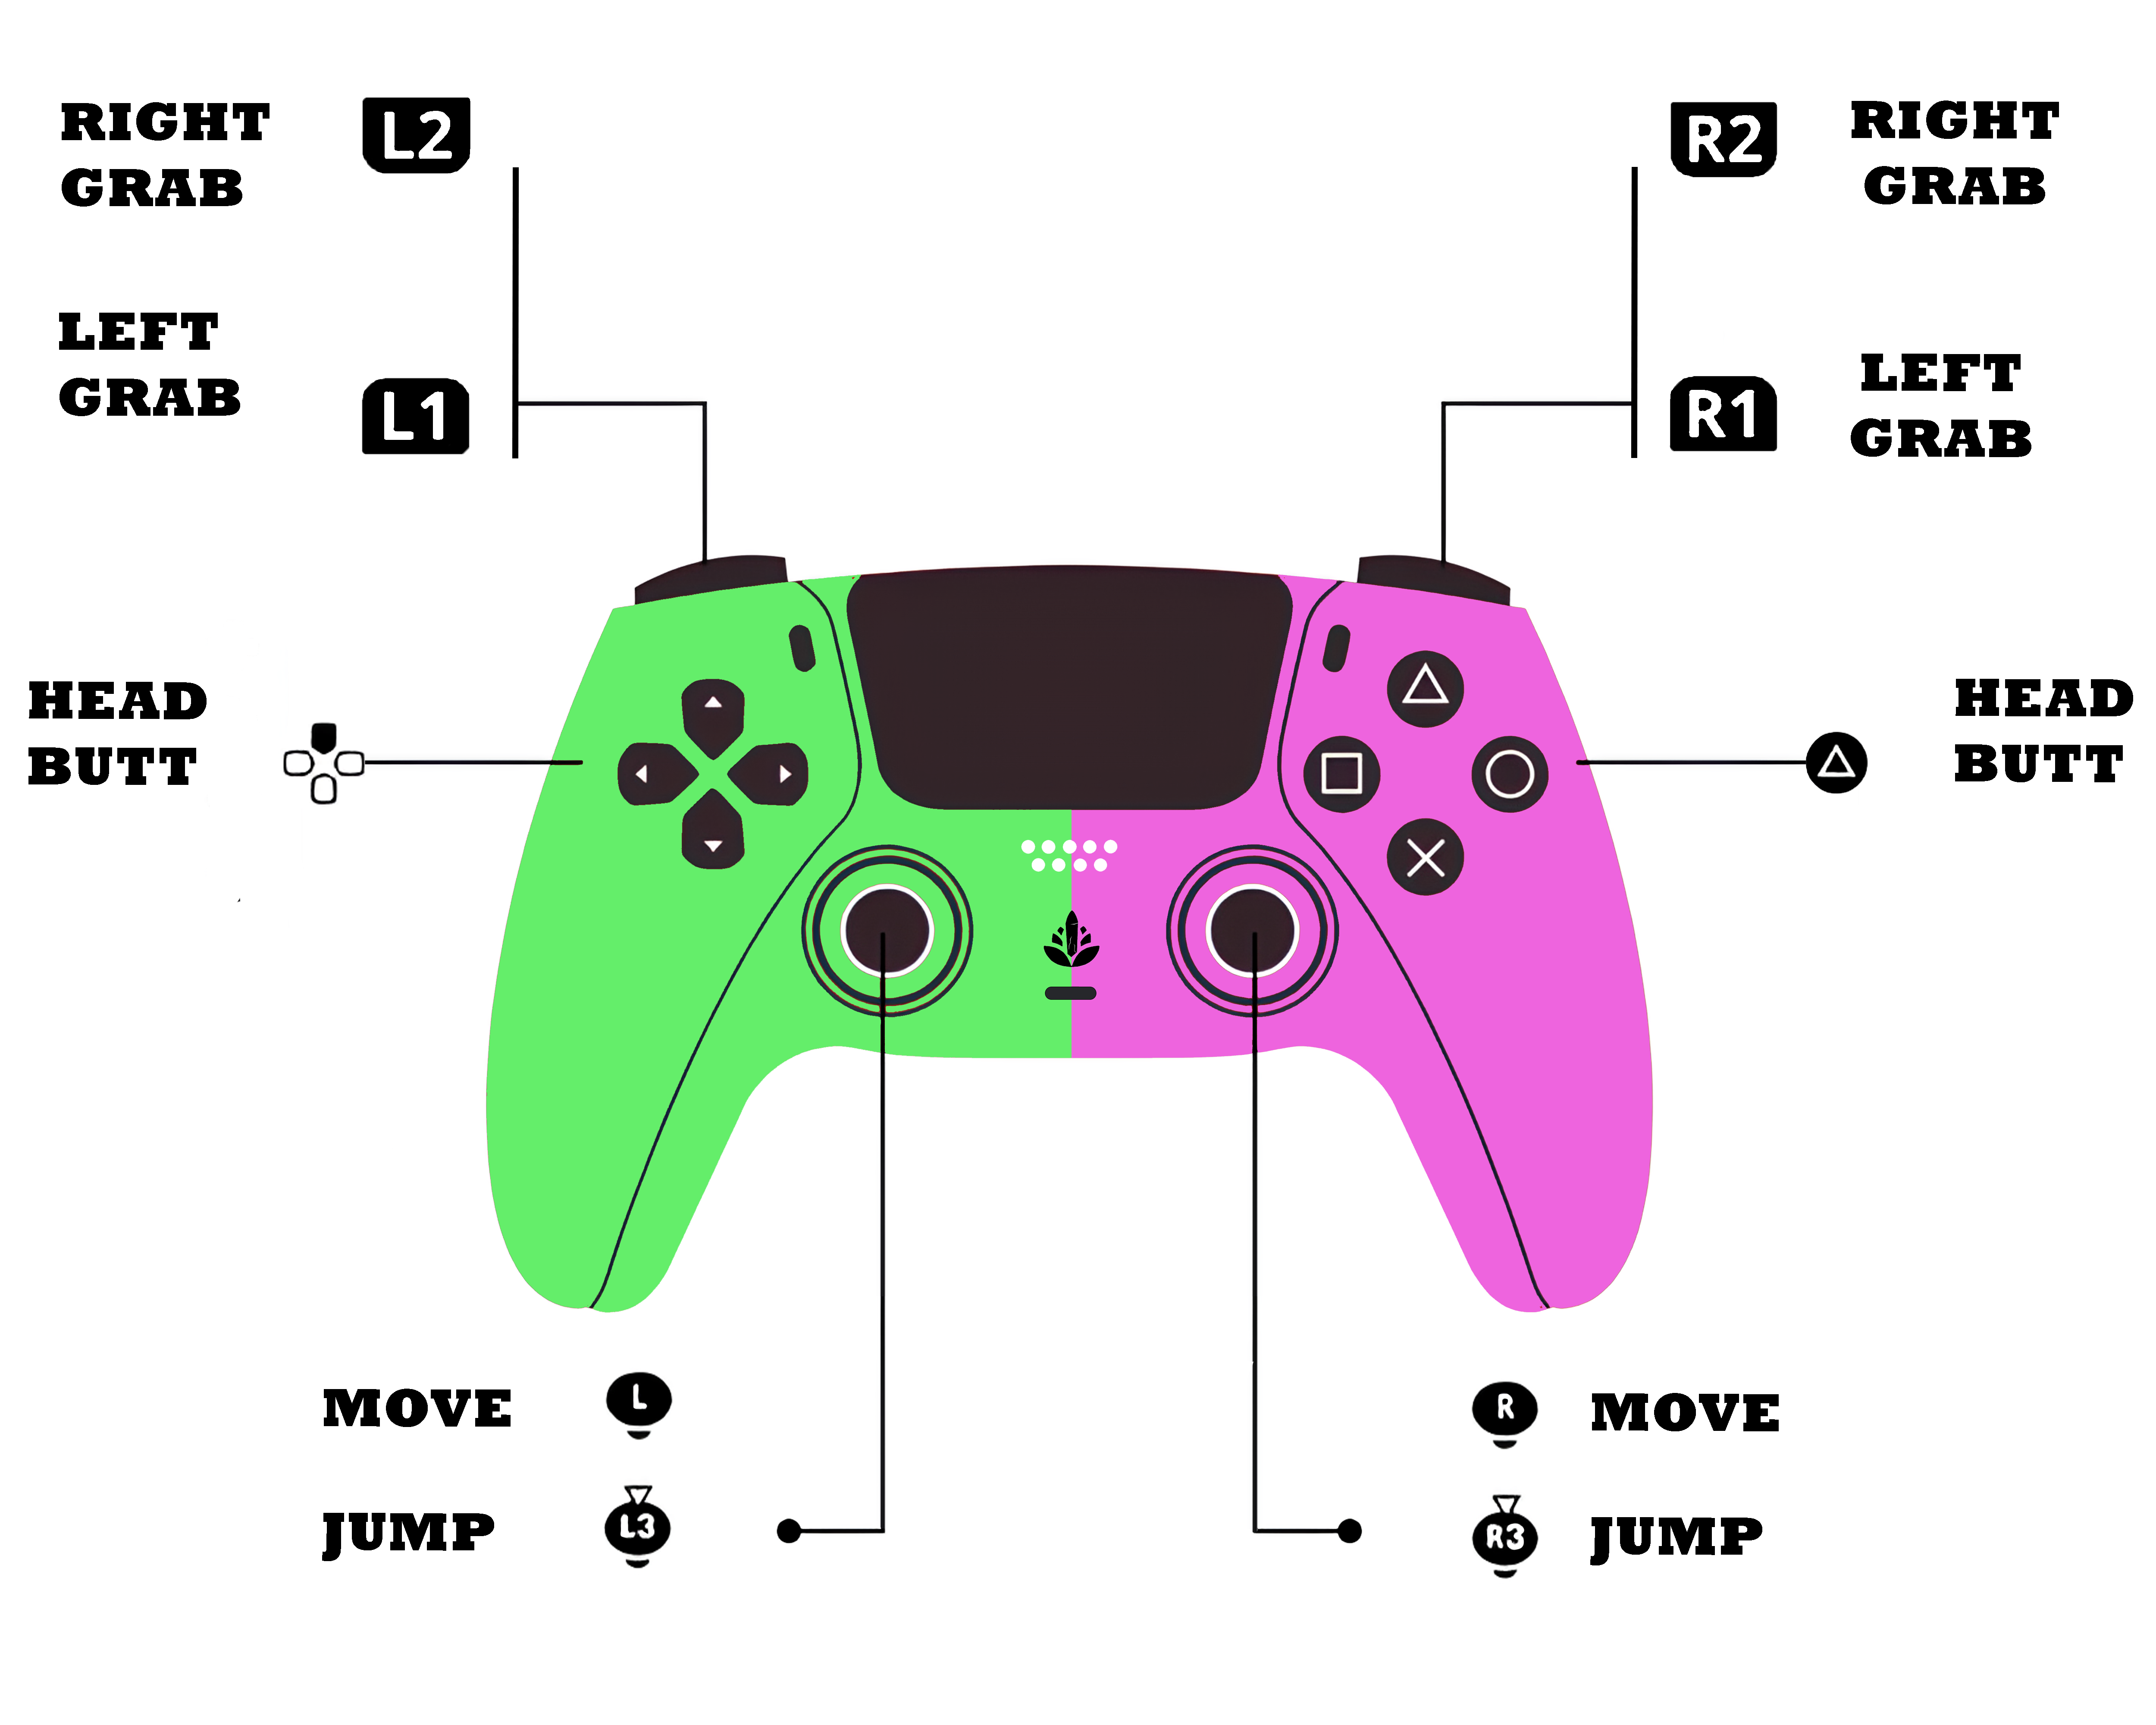 RIGHT
GRAB
L2
LEFT
GRAB
L1
R2
RIGHT
GRAB
R1
LEFT
GRAB
HEAD
BUTT
HEAD
BUTT
MOVE
L
JUMP
L3
R
MOVE
R3
JUMP